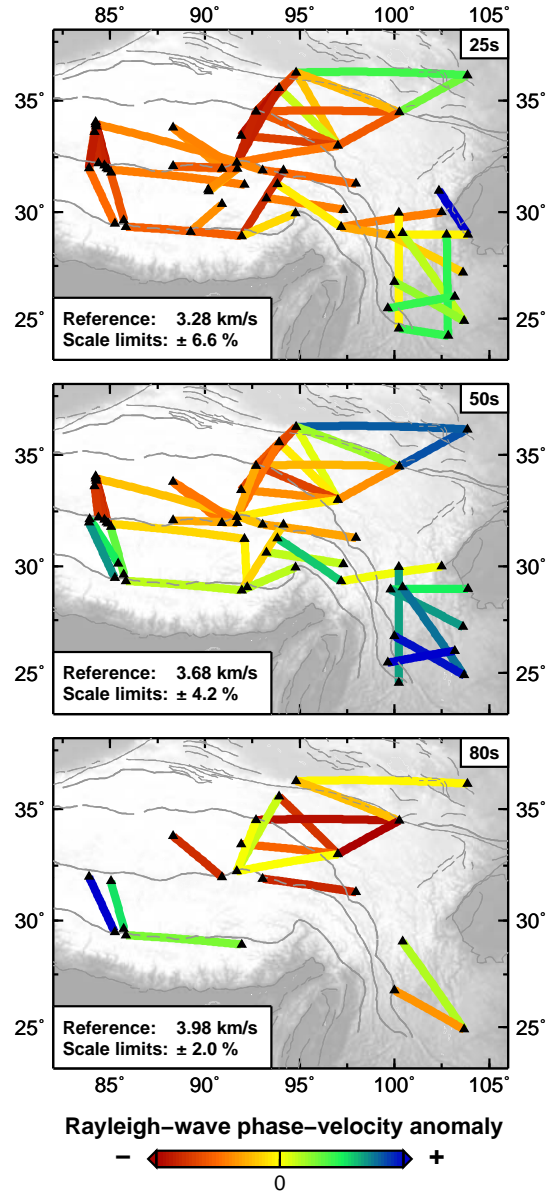 85° 90° 95° 100° 105°
25s
35°
30°
25°
35°
30°
25°
Reference: 3.28 km/s
Scale limits: ± 6.6 %
50s
35°
30°
25°
35°
30°
25°
Reference: 3.68 km/s
Scale limits: ± 4.2 %
80s
35°
30°
25°
35°
30°
25°
Reference: 3.98 km/s
Scale limits: ± 2.0 %
85° 90° 95° 100° 105°
Rayleigh−wave phase−velocity anomaly
− +
0